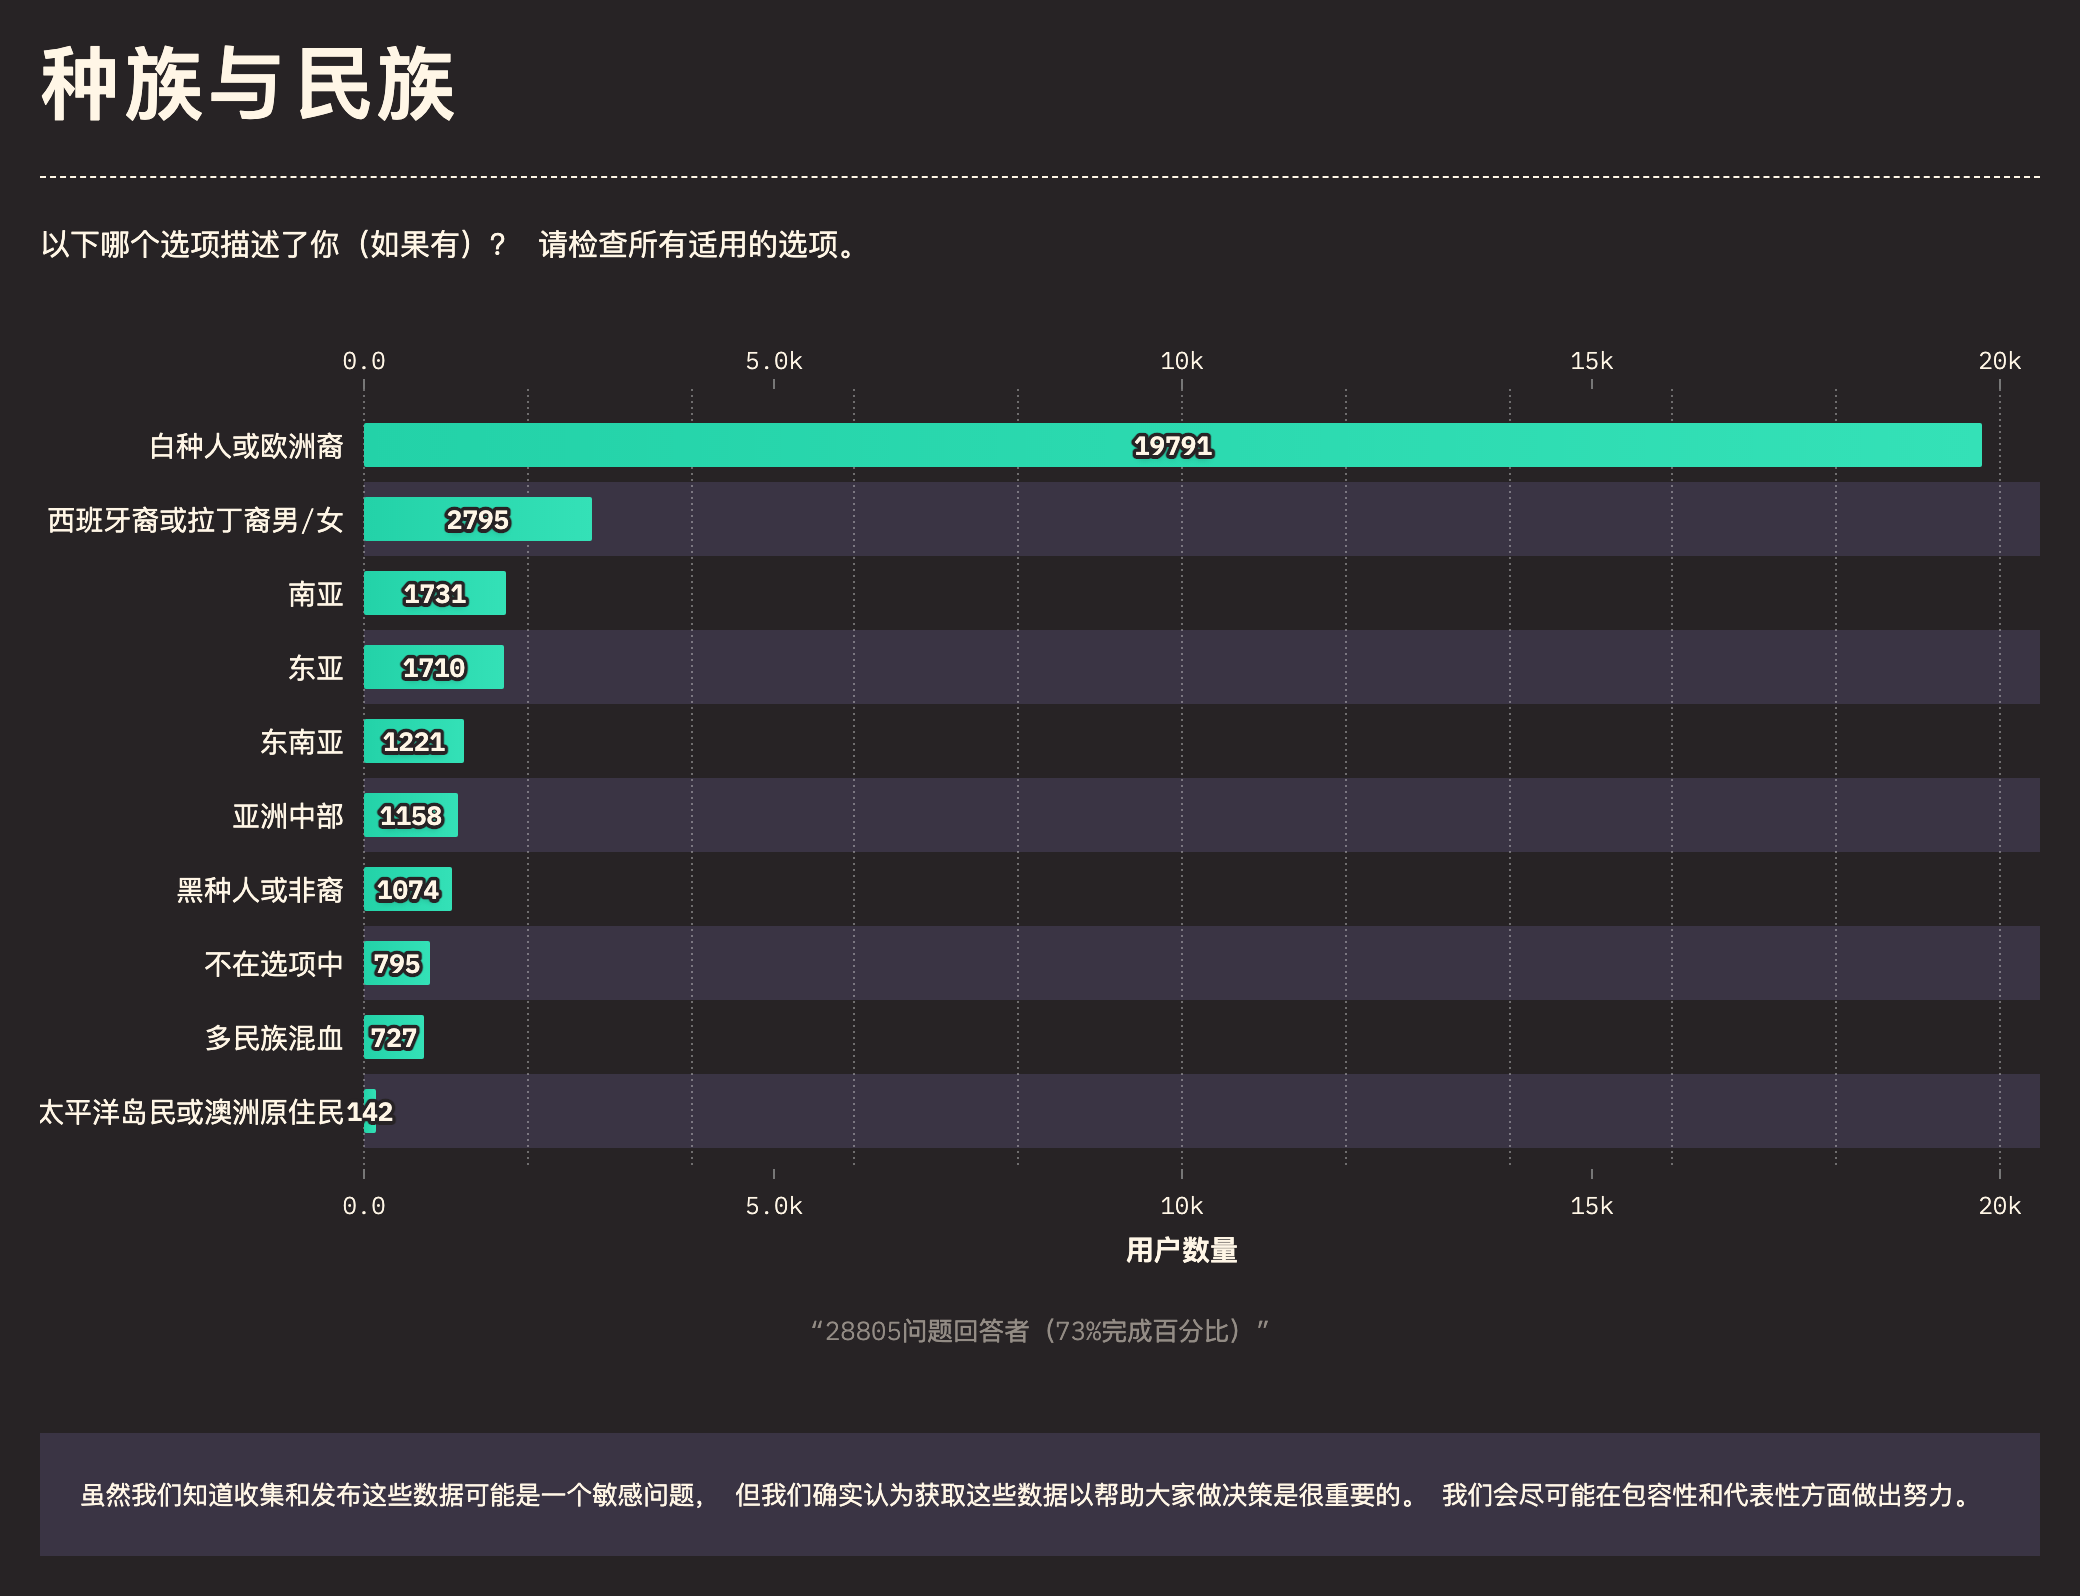 种族与民族
以下哪个选项描述了你（如果有）？ 请检查所有适用的选项。
0.0 5.0k 10k 15k 20k
白种人或欧洲裔 19791
西班牙裔或拉丁裔男/女 2795
南亚 1731
东亚 1710
东南亚 1221
亚洲中部 1158
黑种人或非裔 1074
不在选项中 795
多民族混血 727
太平洋岛民或澳洲原住民 142
0.0 5.0k 10k 15k 20k
用户数量
“28805问题回答者（73%完成百分比）”
虽然我们知道收集和发布这些数据可能是一个敏感问题， 但我们确实认为获取这些数据以帮助大家做决策是很重要的。 我们会尽可能在包容性和代表性方面做出努力。